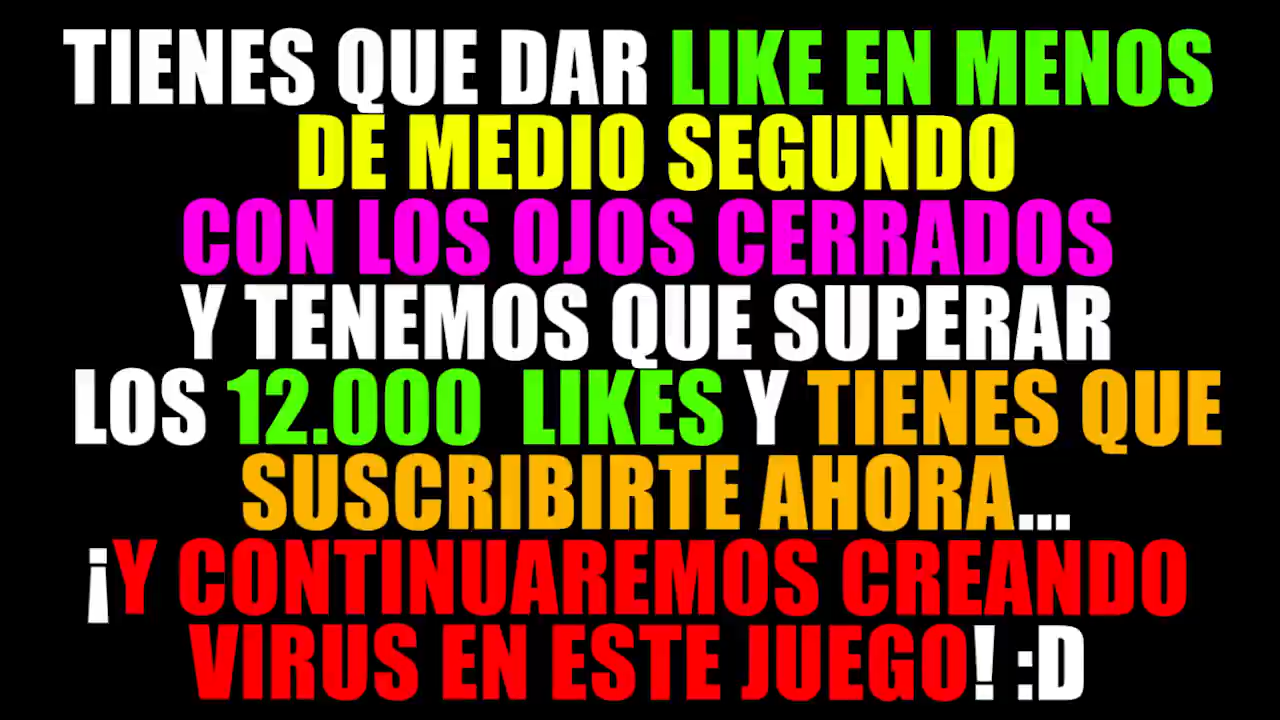 TIENES QUE DAR LIKE EN MENOS
DE MEDIO SEGUNDO
CON LOS OJOS CERRADOS
Y TENEMOS QUE SUPERAR
LOS 12.000 LIKES Y TIENES QUE
SUSCRIBIRTE AHORA...
¡Y CONTINUAREMOS CREANDO
VIRUS EN ESTE JUEGO! :D